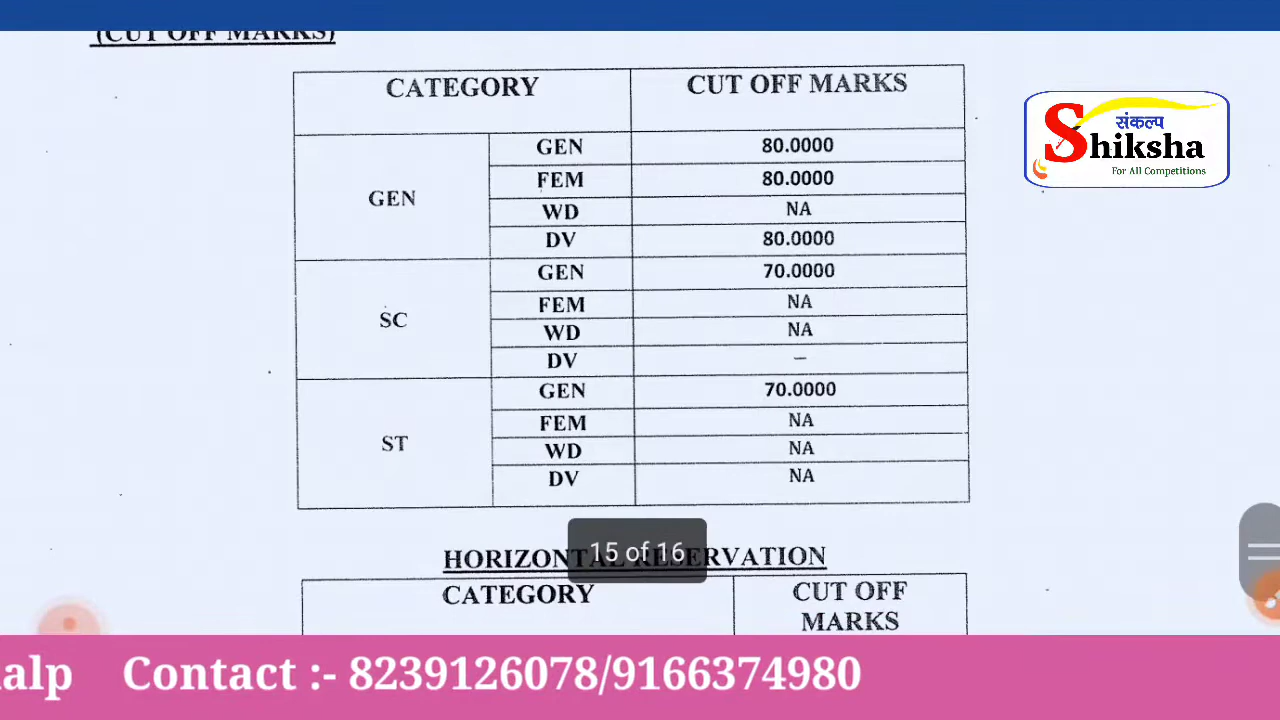 (CUT OFF MARKS)
CATEGORY CUT OFF MARKS
GEN GEN 80.0000
FEM 80.0000
WD NA
DV 80.0000
SC GEN 70.0000
FEM NA
WD NA
DV –
ST GEN 70.0000
FEM NA
WD NA
DV NA
संकल्प
Shiksha
For All Competitions
15 of 16
HORIZONTAL RESERVATION
CATEGORY CUT OFF
MARKS
alp Contact :- 8239126078/9166374980